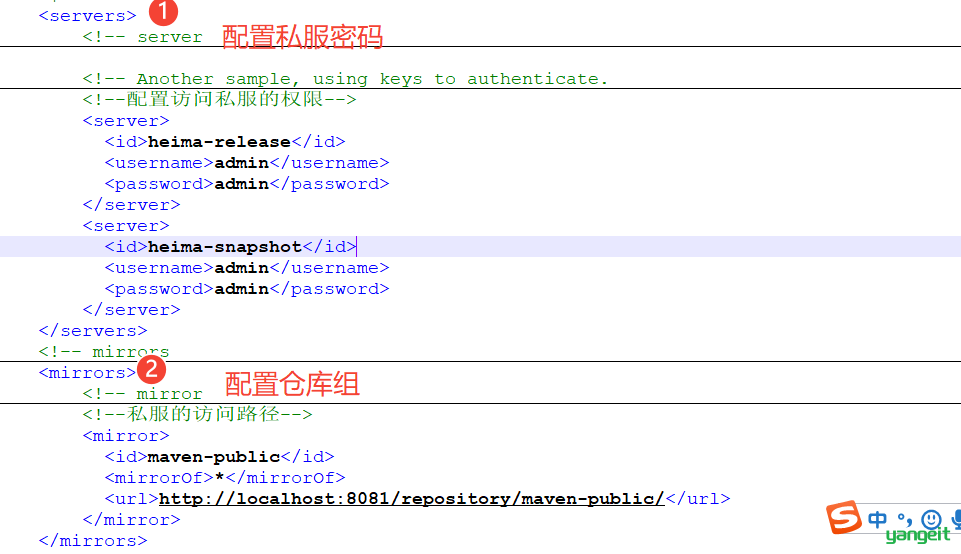 <servers> 1
<!-- server 配置私服密码
<!-- Another sample, using keys to authenticate.
<!--配置访问私服的权限-->
<server>
<id>heima-release</id>
<username>admin</username>
<password>admin</password>
</server>
<server>
<id>heima-snapshot</id>
<username>admin</username>
<password>admin</password>
</server>
</servers>
<!-- mirrors
<mirrors> 2
<!-- mirror 配置仓库组
<!--私服的访问路径-->
<mirror>
<id>maven-public</id>
<mirrorOf>*</mirrorOf>
<url>http://localhost:8081/repository/maven-public/</url>
</mirror>
</mirrors>
S 中
yangeit